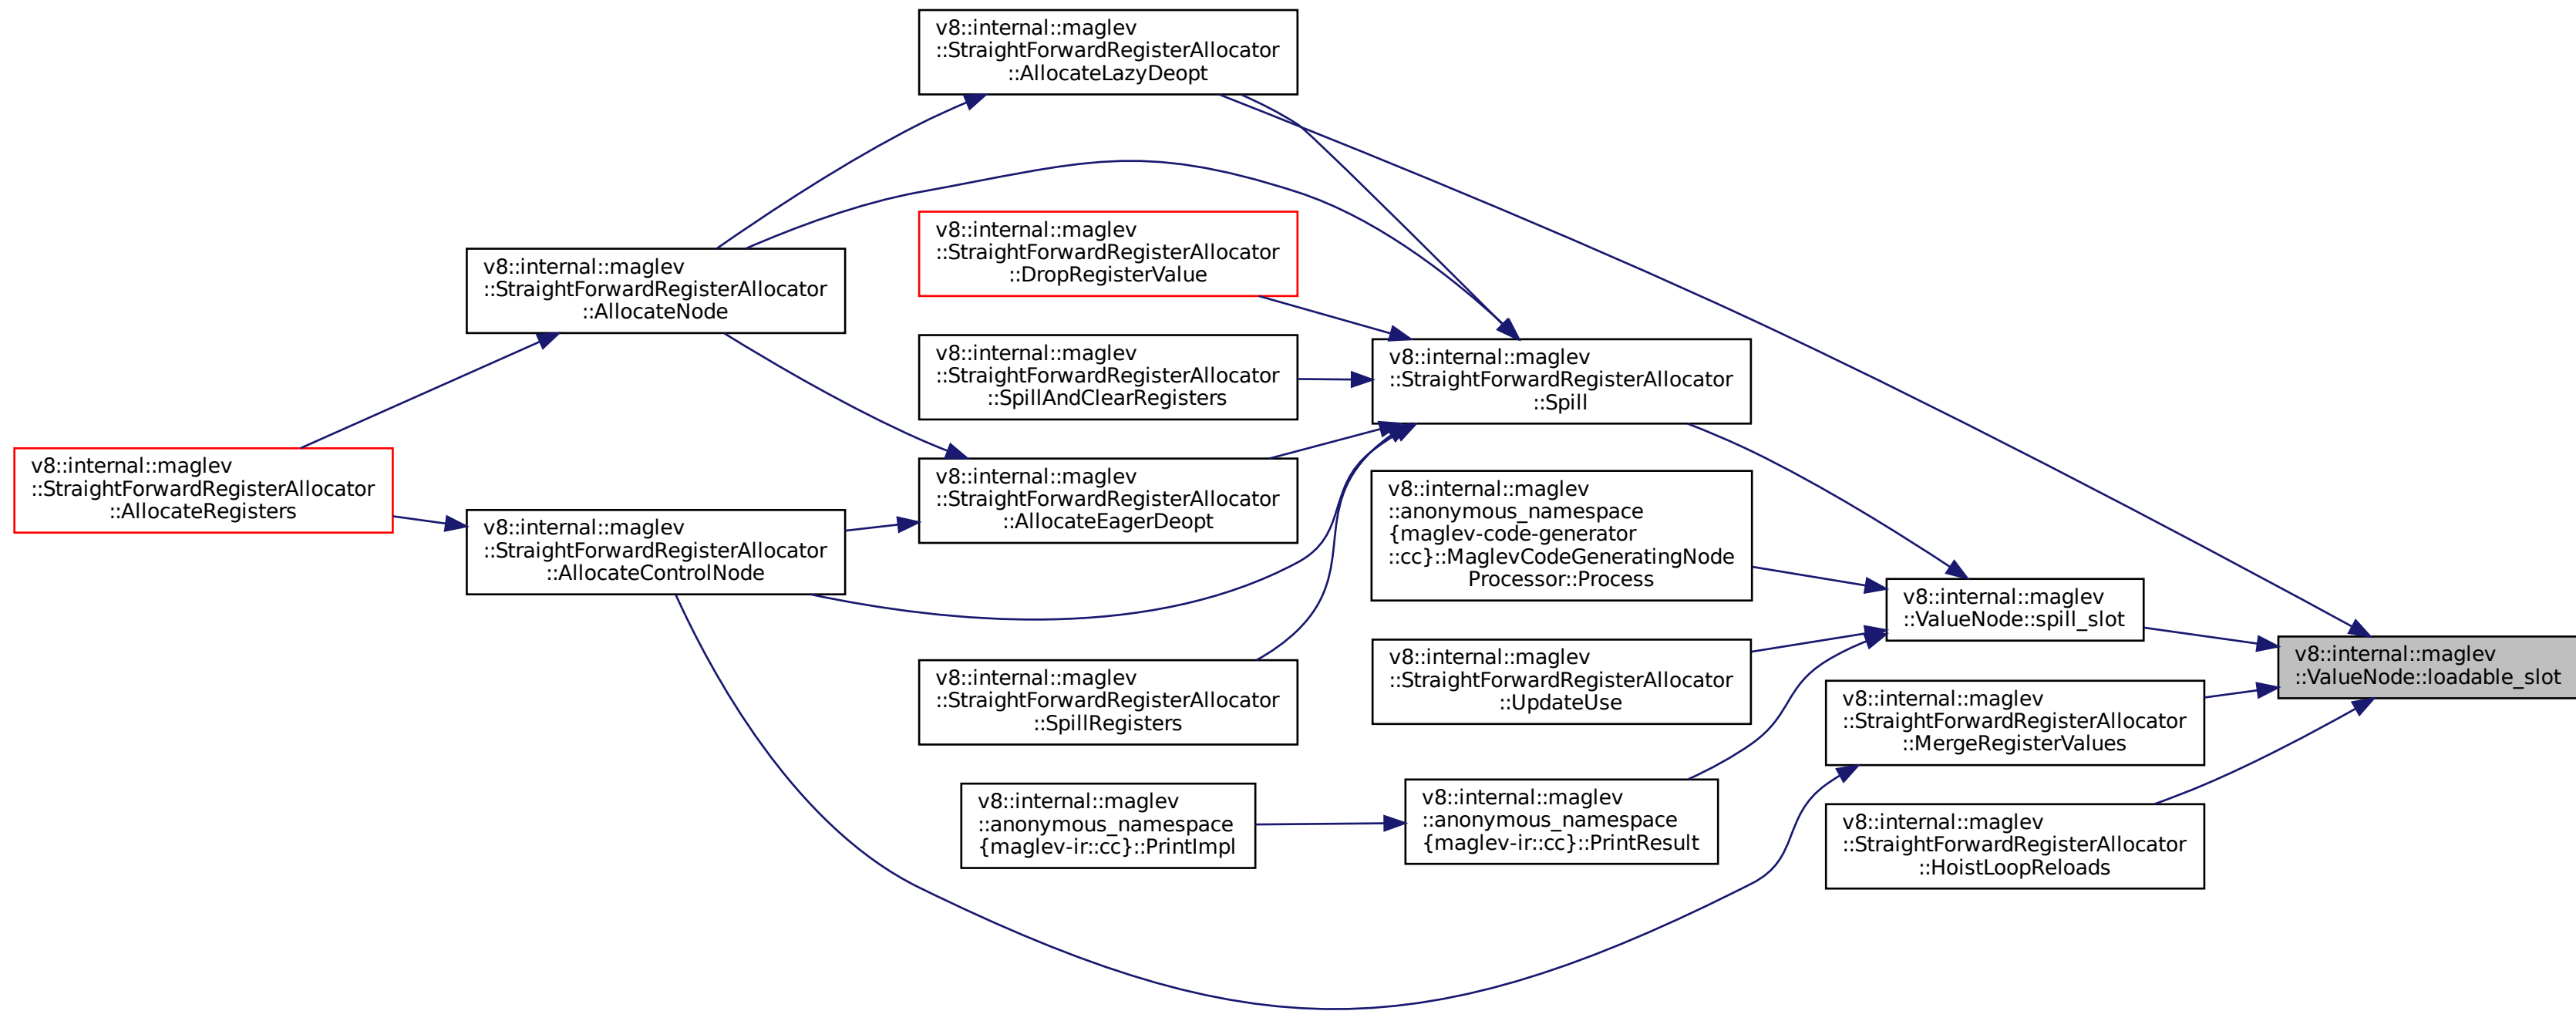 v8::internal::maglev
::StraightForwardRegisterAllocator
::AllocateLazyDeopt
v8::internal::maglev
::StraightForwardRegisterAllocator
::DropRegisterValue
v8::internal::maglev
::StraightForwardRegisterAllocator
::AllocateNode
v8::internal::maglev
::StraightForwardRegisterAllocator
::SpillAndClearRegisters
v8::internal::maglev
::StraightForwardRegisterAllocator
::Spill
v8::internal::maglev
::StraightForwardRegisterAllocator
::AllocateRegisters
v8::internal::maglev
::StraightForwardRegisterAllocator
::AllocateEagerDeopt
v8::internal::maglev
::anonymous_namespace
{maglev-code-generator
::cc}::MaglevCodeGeneratingNode
Processor::Process
v8::internal::maglev
::StraightForwardRegisterAllocator
::AllocateControlNode
v8::internal::maglev
::ValueNode::spill_slot
v8::internal::maglev
::ValueNode::loadable_slot
v8::internal::maglev
::StraightForwardRegisterAllocator
::UpdateUse
v8::internal::maglev
::StraightForwardRegisterAllocator
::SpillRegisters
v8::internal::maglev
::StraightForwardRegisterAllocator
::MergeRegisterValues
v8::internal::maglev
::anonymous_namespace
{maglev-ir::cc}::PrintImpl
v8::internal::maglev
::anonymous_namespace
{maglev-ir::cc}::PrintResult
v8::internal::maglev
::StraightForwardRegisterAllocator
::HoistLoopReloads